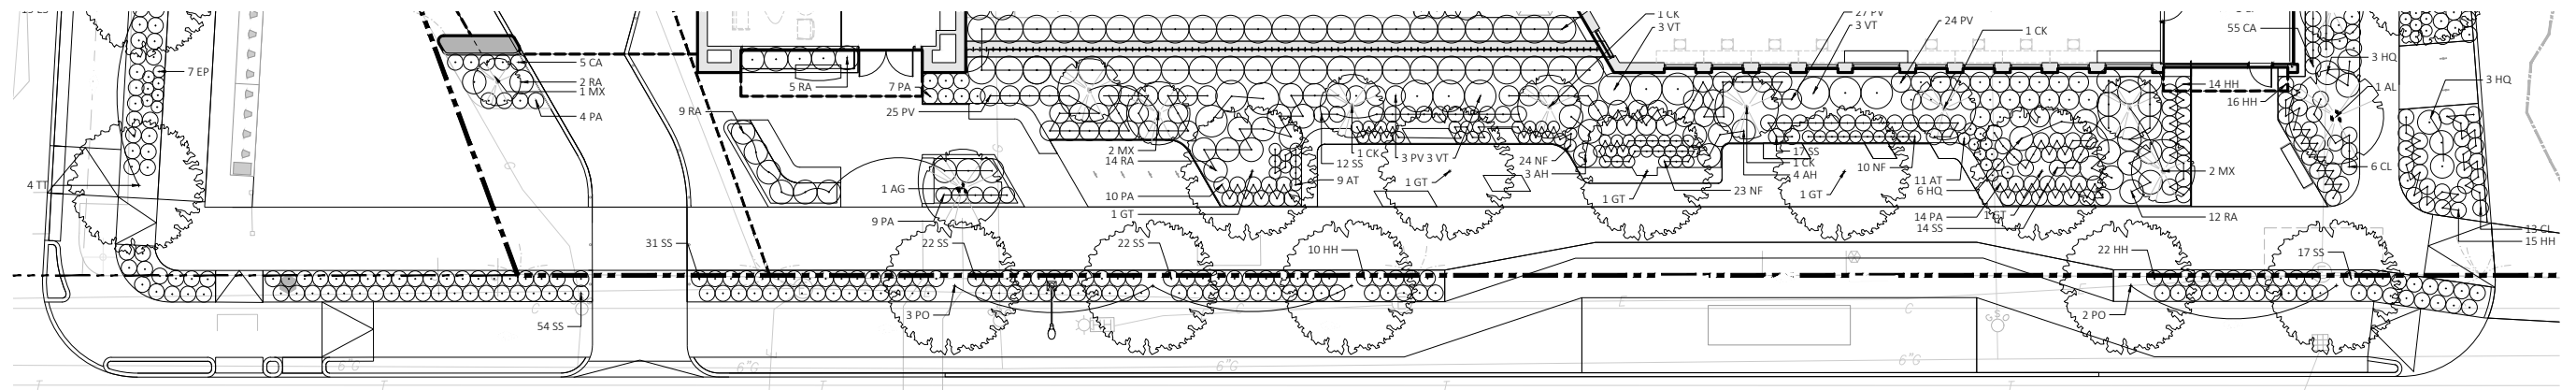 1 CK
3 VT
27 PV
3 VT
24 PV
1 CK
55 CA
7 EP
5 CA
2 RA
1 MX
4 PA
5 RA
7 PA
25 PV
9 RA
3 HQ
3 HQ
14 HH
16 HH
1 AL
2 MX
14 RA
10 PA
1 GT
12 SS
9 AT
1 CK
3 PV 3 VT
1 GT
24 NF
3 AH
1 GT
23 NF
17 SS
1 CK
4 AH
1 GT
10 NF
11 AT
6 HQ
14 PA
1 GT
14 SS
2 MX
12 RA
6 CL
13 CL
15 HH
4 TT
1 AG
9 PA
31 SS
22 SS
22 SS
10 HH
22 HH
17 SS
54 SS
3 PO
2 PO
6"G
6"G
6"G
6"G